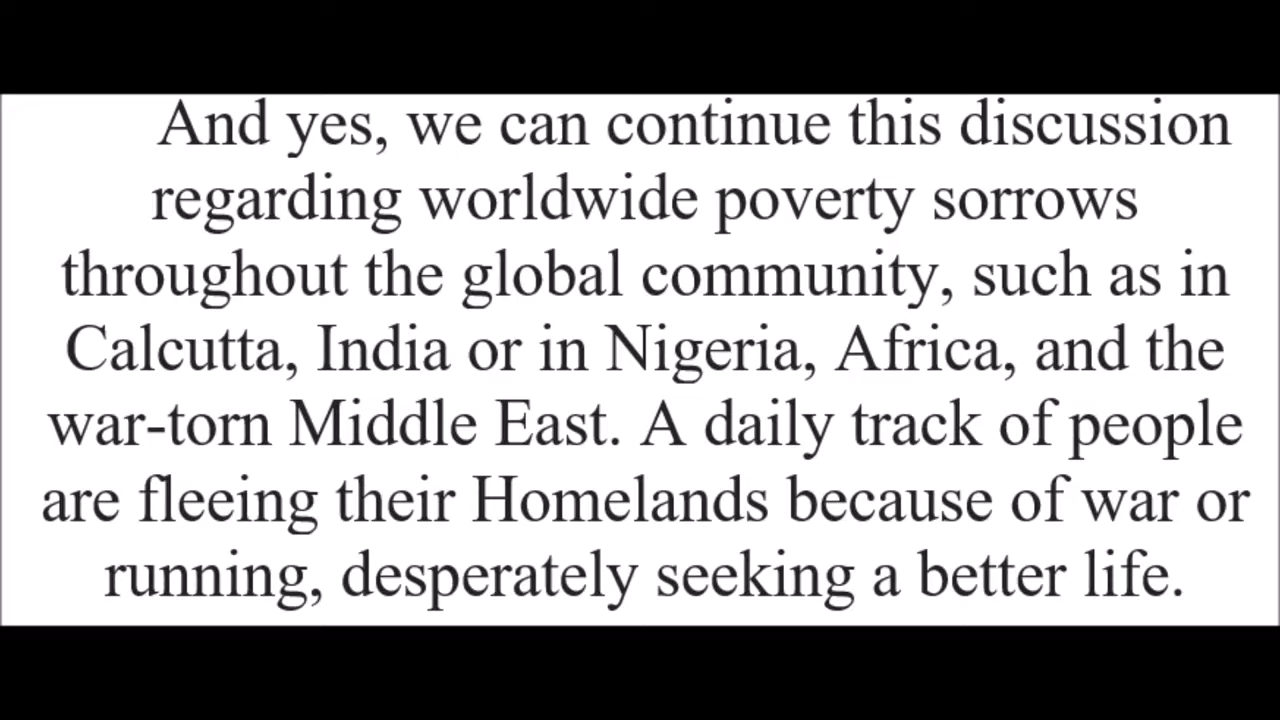 And yes, we can continue this discussion
regarding worldwide poverty sorrows
throughout the global community, such as in
Calcutta, India or in Nigeria, Africa, and the
war-torn Middle East. A daily track of people
are fleeing their Homelands because of war or
running, desperately seeking a better life.